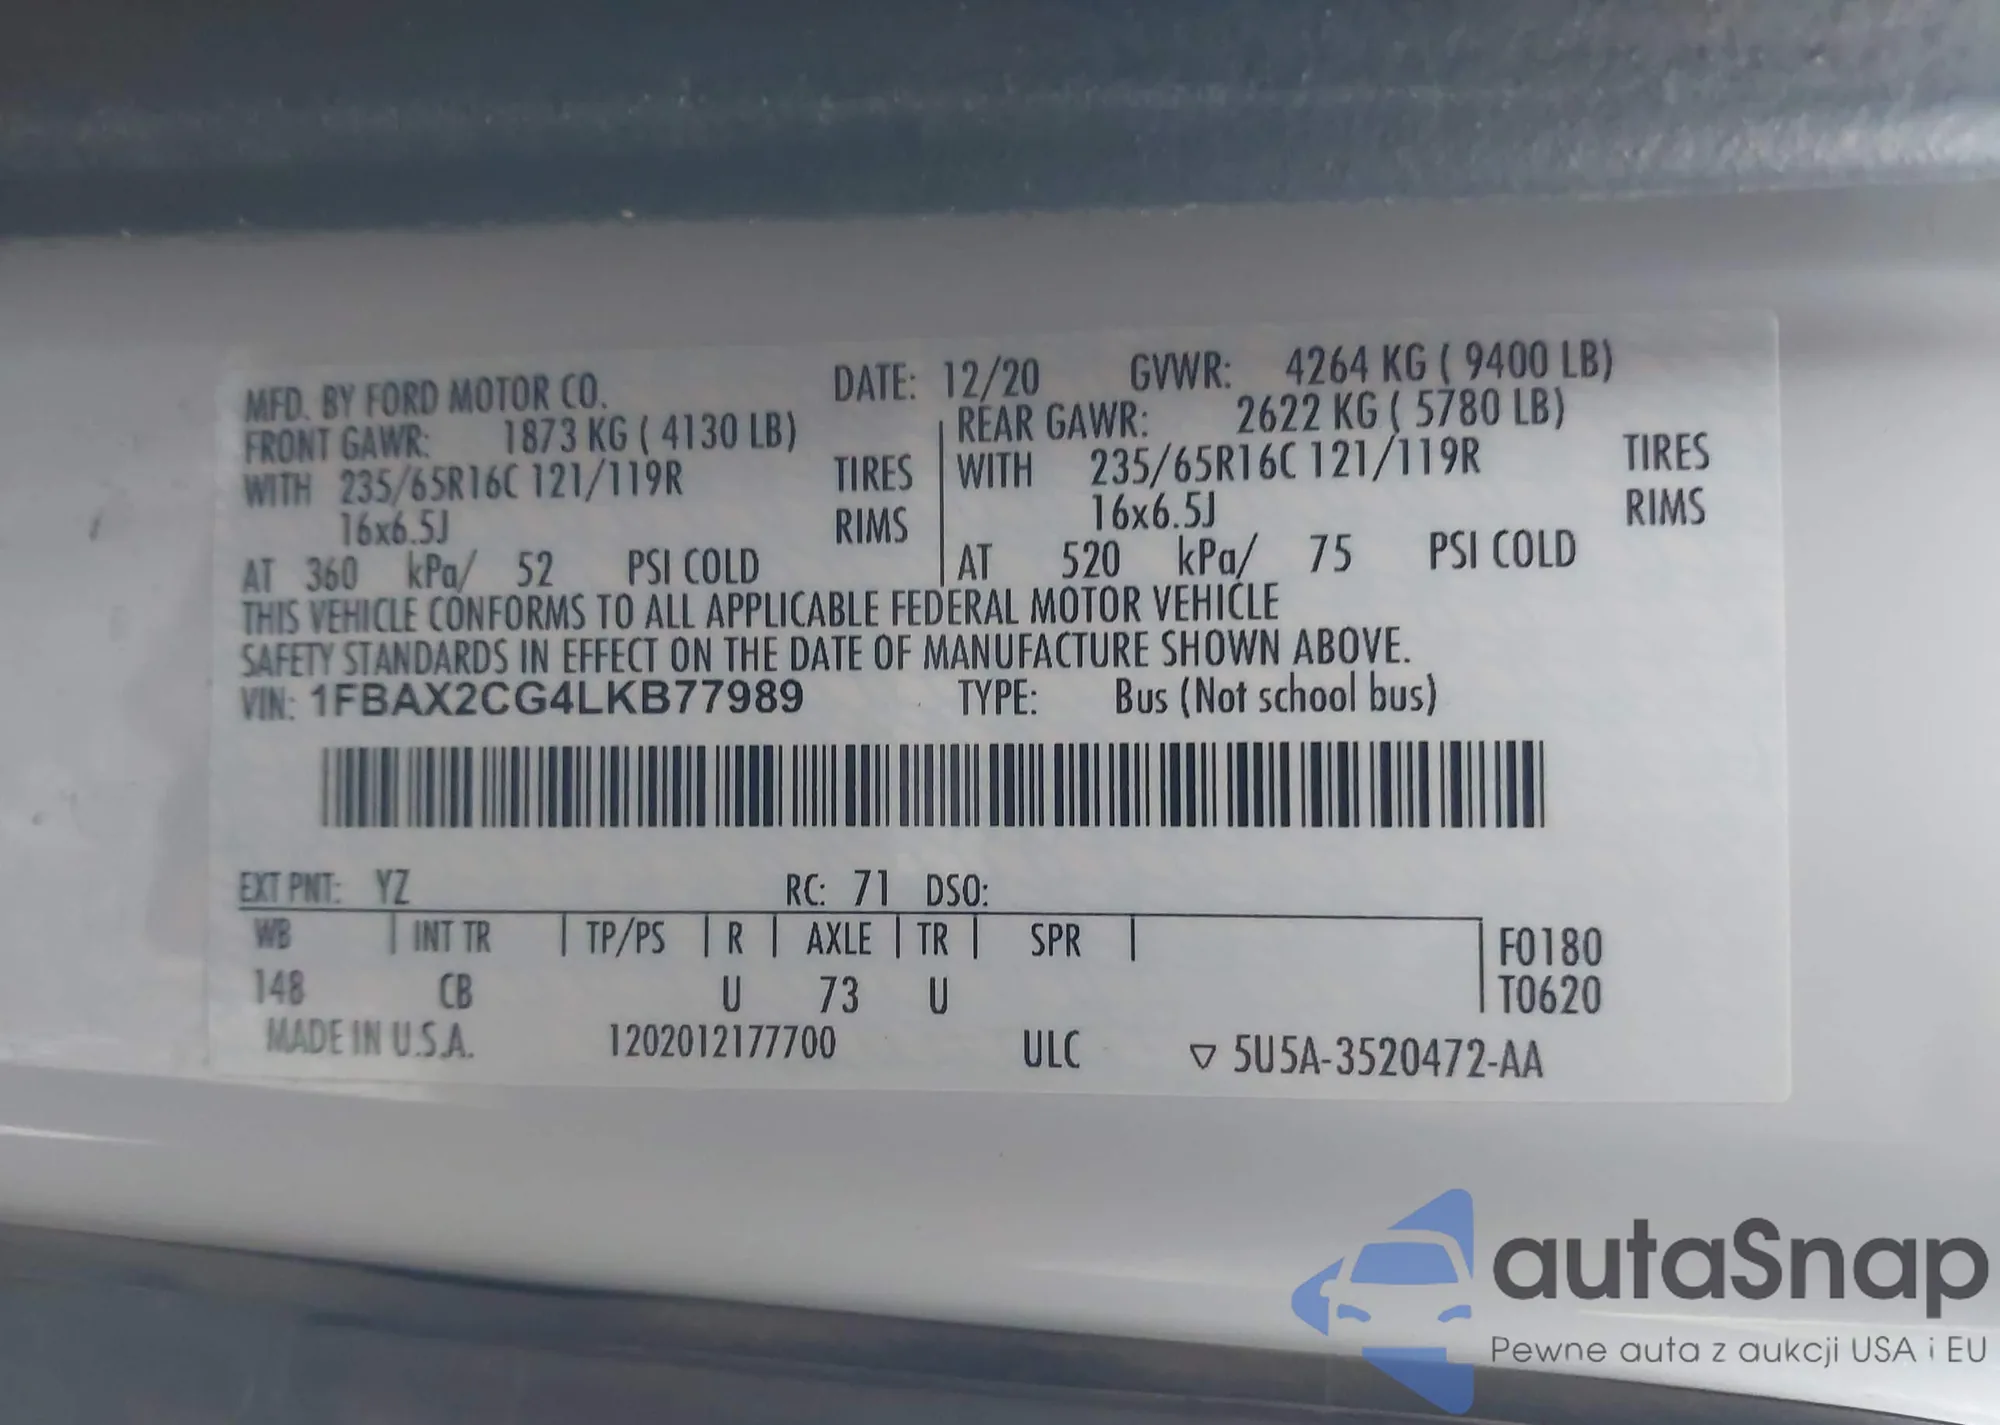 MFD. BY FORD MOTOR CO. DATE: 12/20 GVWR: 4264 KG ( 9400 LB)
FRONT GAWR: 1873 KG ( 4130 LB) REAR GAWR: 2622 KG ( 5780 LB)
WITH 235/65R16C 121/119R TIRES WITH 235/65R16C 121/119R TIRES
16x6.5J RIMS 16x6.5J RIMS
AT 360 kPa/ 52 PSI COLD AT 520 kPa/ 75 PSI COLD
THIS VEHICLE CONFORMS TO ALL APPLICABLE FEDERAL MOTOR VEHICLE
SAFETY STANDARDS IN EFFECT ON THE DATE OF MANUFACTURE SHOWN ABOVE.
VIN: 1FBAX2CG4LKB77989 TYPE: Bus (Not school bus)
EXT PNT: YZ RC: 71 DSO:
WB INT TR TP/PS R AXLE TR SPR F0180
148 CB U 73 U T0620
MADE IN U.S.A. 1202012177700 ULC ▽ 5U5A-3520472-AA
autaSnap
Pewne auta z aukcji USA i EU